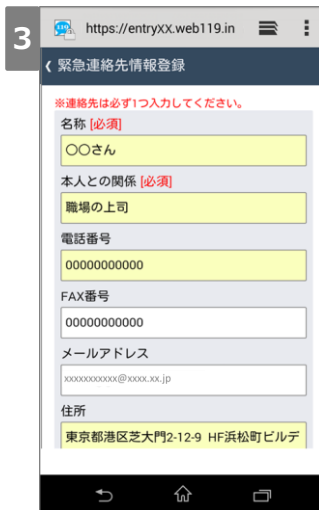 3
https://entryXX.web119.in
緊急連絡先情報登録
※連絡先は必ず1つ入力してください。
名称 [必須]
〇〇さん
本人との関係 [必須]
職場の上司
電話番号
00000000000
FAX番号
00000000000
メールアドレス
xxxxxxxxxxx@xxxx.xx.jp
住所
東京都港区芝大門2-12-9 HF浜松町ビルデ